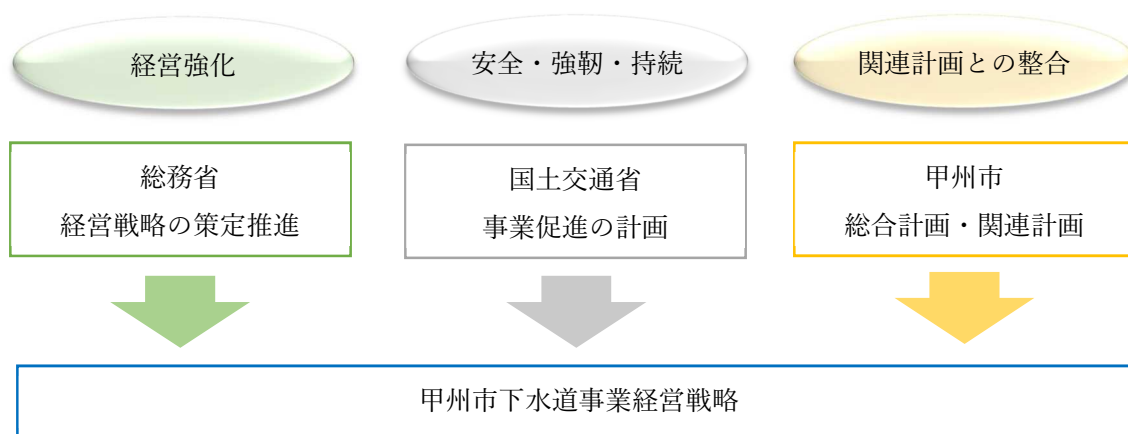 経営強化
安全・強靭・持続
関連計画との整合
総務省
経営戦略の策定推進
国土交通省
事業促進の計画
甲州市
総合計画・関連計画
甲州市下水道事業経営戦略